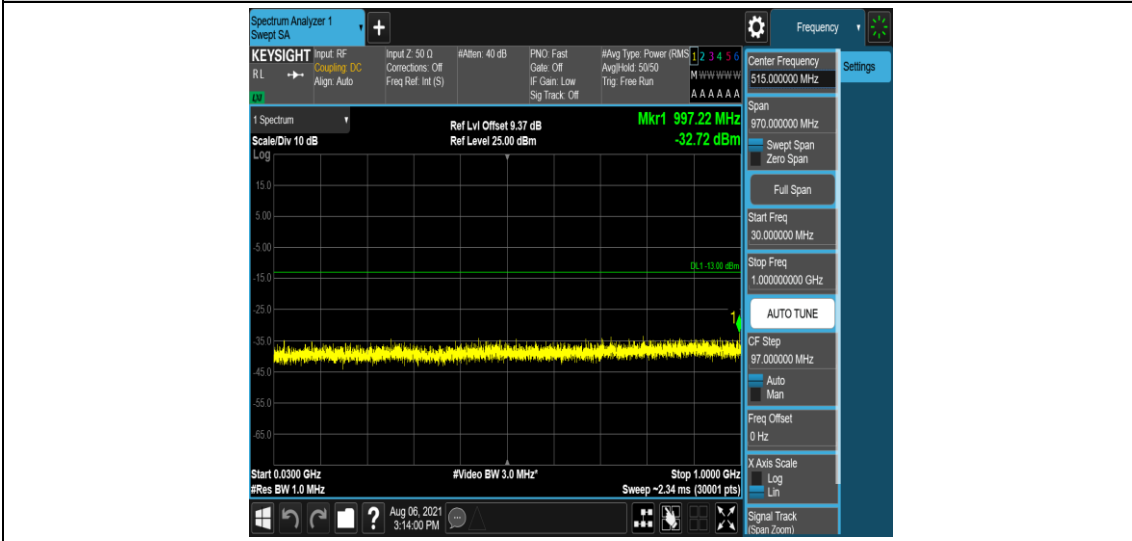 Spectrum Analyzer 1
Swept SA
+
Frequency
KEYSIGHT
RL
Input: RF
Coupling: DC
Align: Auto
Input Z: 50 Ω
Corrections: Off
Freq Ref: Int (S)
#Atten: 40 dB
PNO: Fast
Gate: Off
IF Gain: Low
Sig Track: Off
#Avg Type: Power (RMS
Avg|Hold: 50/50
Trig: Free Run
1 2 3 4 5 6
M W W W W W
A A A A A A
1 Spectrum
Scale/Div 10 dB
Log
Ref Lvl Offset 9.37 dB
Ref Level 25.00 dBm
Mkr1 997.22 MHz
-32.72 dBm
15.0
5.00
-5.00
-15.0
-25.0
-35.0
-45.0
-55.0
-65.0
DL1 -13.00 dBm
1
Start 0.0300 GHz
#Res BW 1.0 MHz
#Video BW 3.0 MHz*
Stop 1.0000 GHz
Sweep ~2.34 ms (30001 pts)
?
Aug 06, 2021
3:14:00 PM
Center Frequency
515.000000 MHz
Settings
Span
970.000000 MHz
Swept Span
Zero Span
Full Span
Start Freq
30.000000 MHz
Stop Freq
1.000000000 GHz
AUTO TUNE
CF Step
97.000000 MHz
Auto
Man
Freq Offset
0 Hz
X Axis Scale
Log
Lin
Signal Track
(Span Zoom)